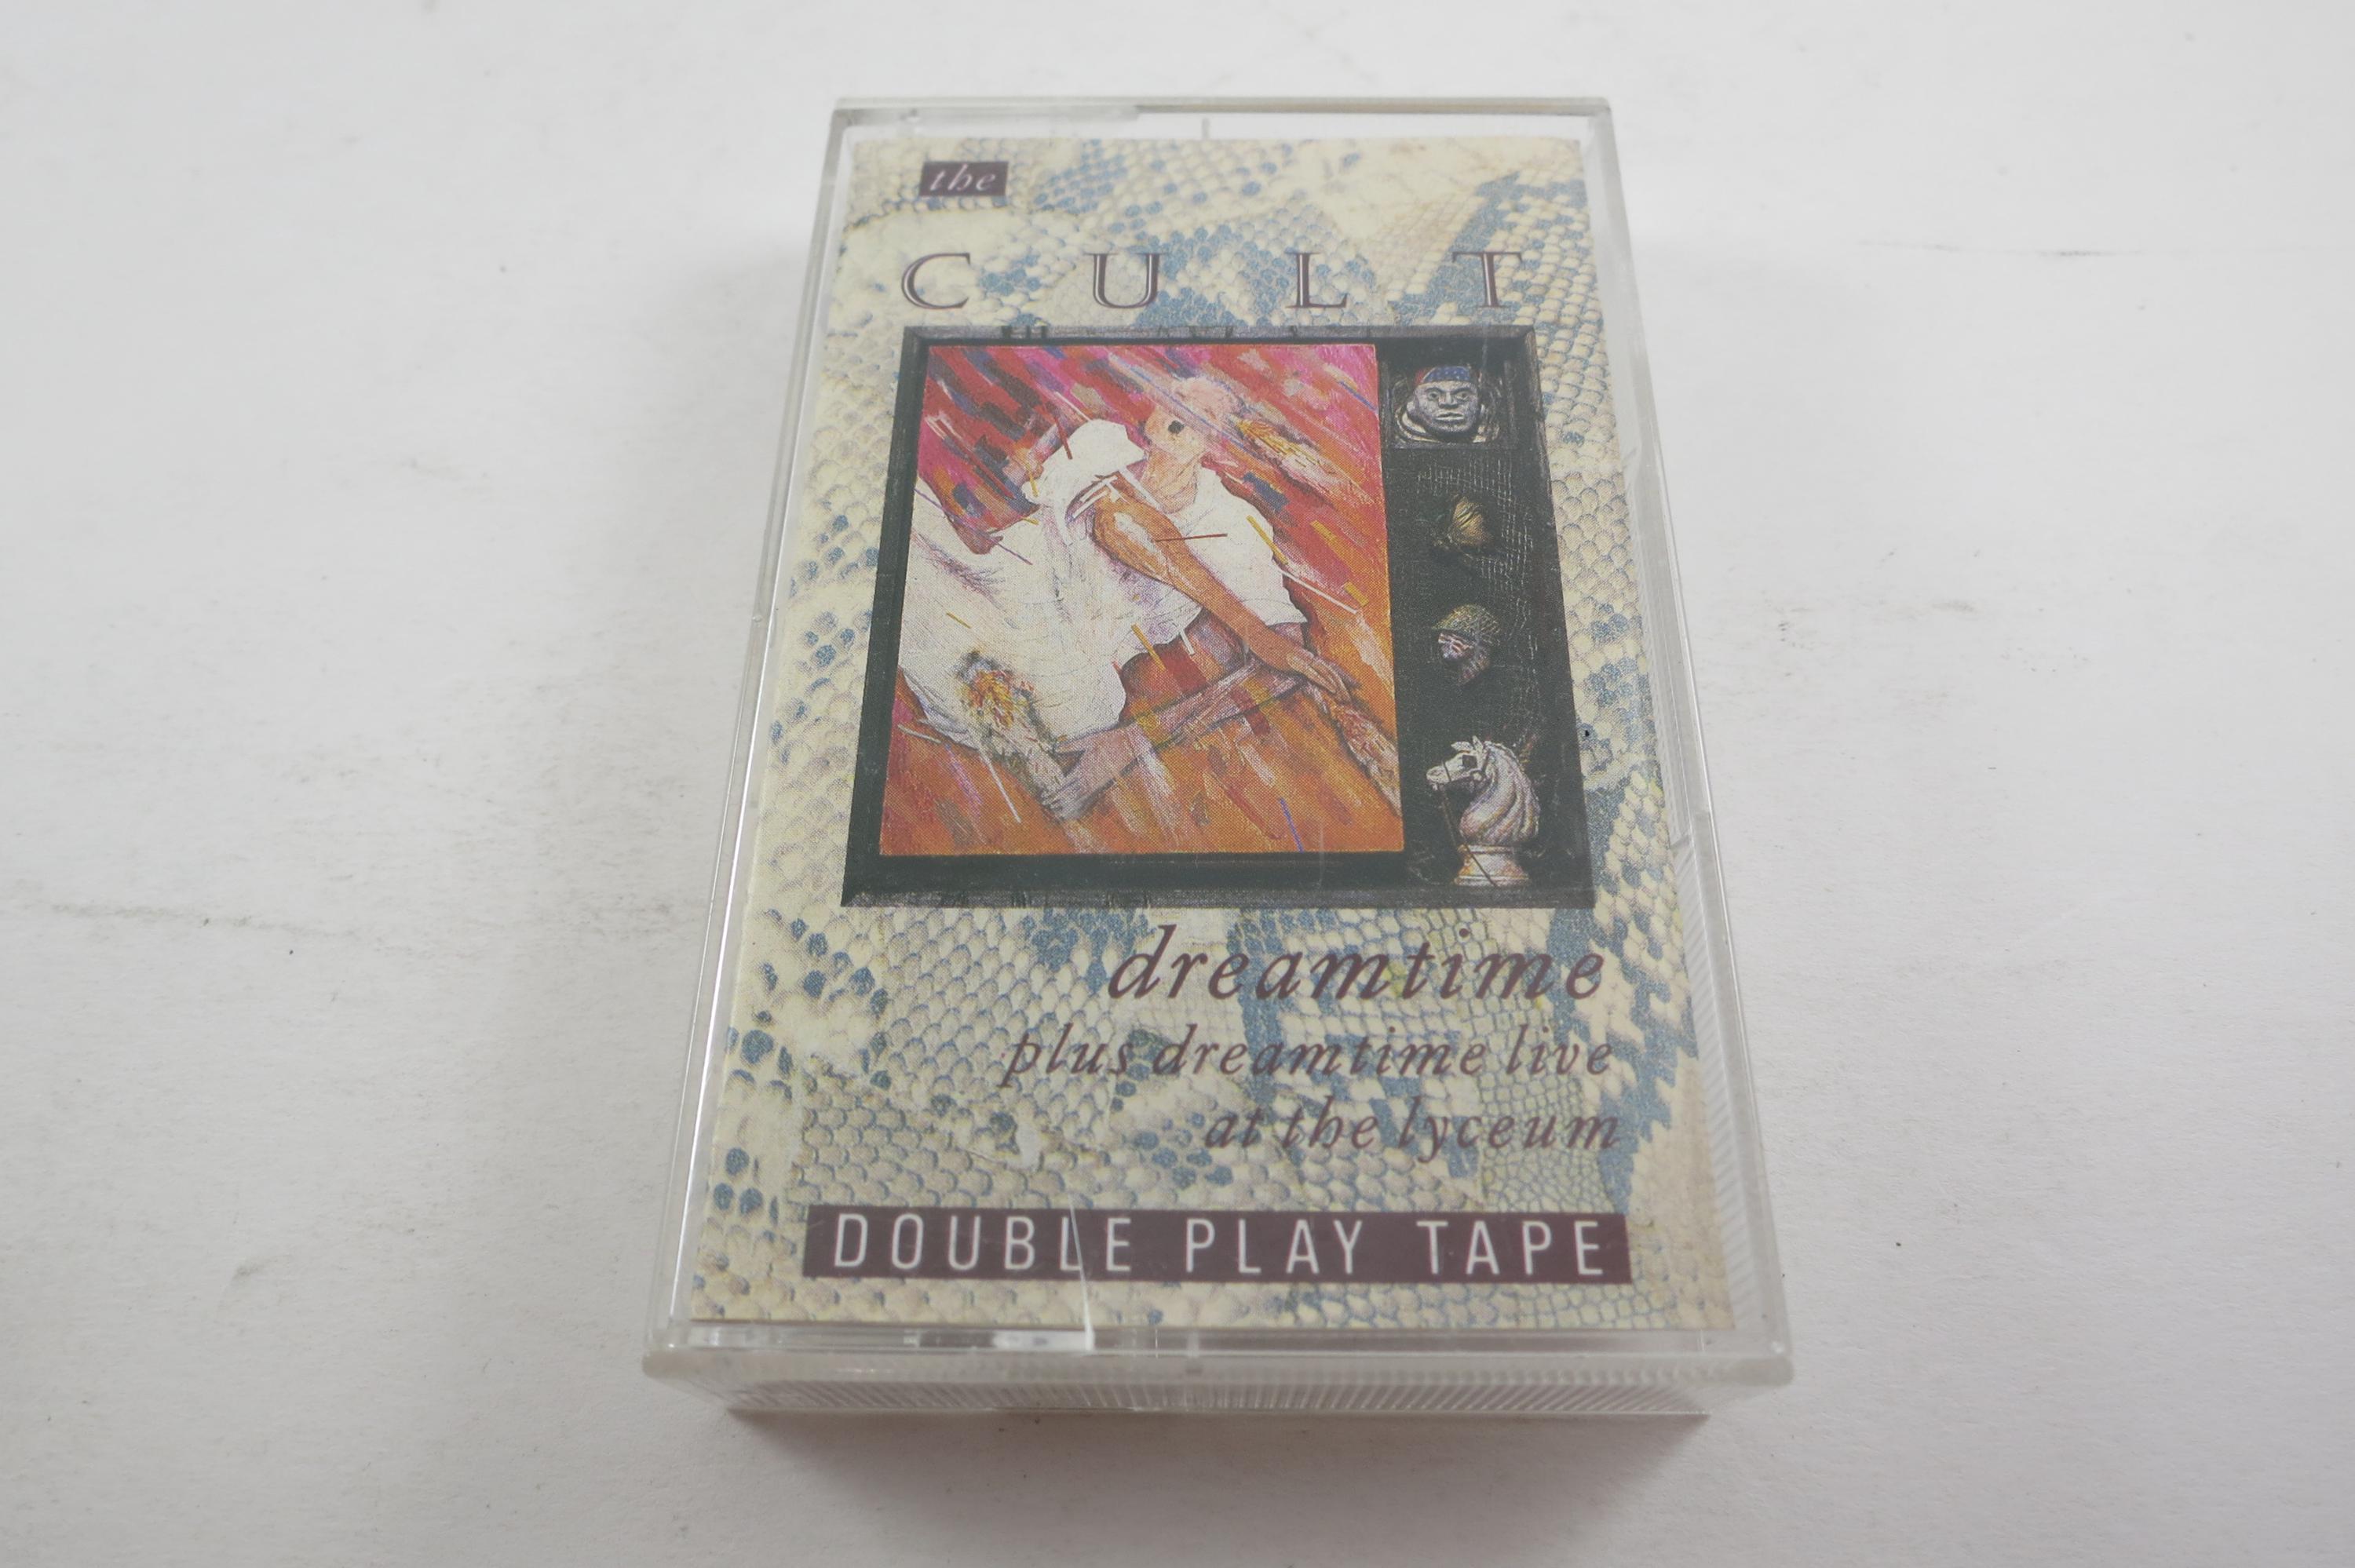 the
CULT
dreamtime
plus dreamtime live
at the lyceum
DOUBLE PLAY TAPE